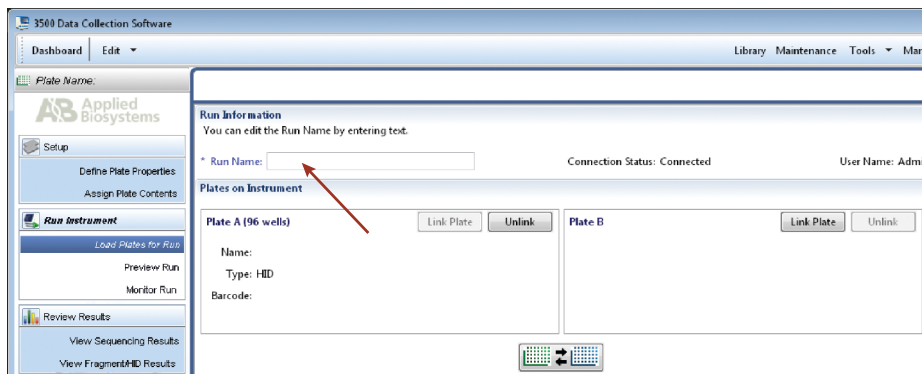 3500 Data Collection Software
Dashboard Edit Library Maintenance Tools
Plate Name:
AB Applied Biosystems
Setup
Define Plate Properties
Assign Plate Contents
Run Instrument
Load Plates for Run
Preview Run
Monitor Run
Review Results
View Sequencing Results
View Fragment/HID Results
Run Information
You can edit the Run Name by entering text.
* Run Name: Connection Status: Connected User Name:
Plates on Instrument
Plate A (96 wells) Link Plate Unlink
Name:
Type: HID
Barcode:
Plate B Link Plate Unlink